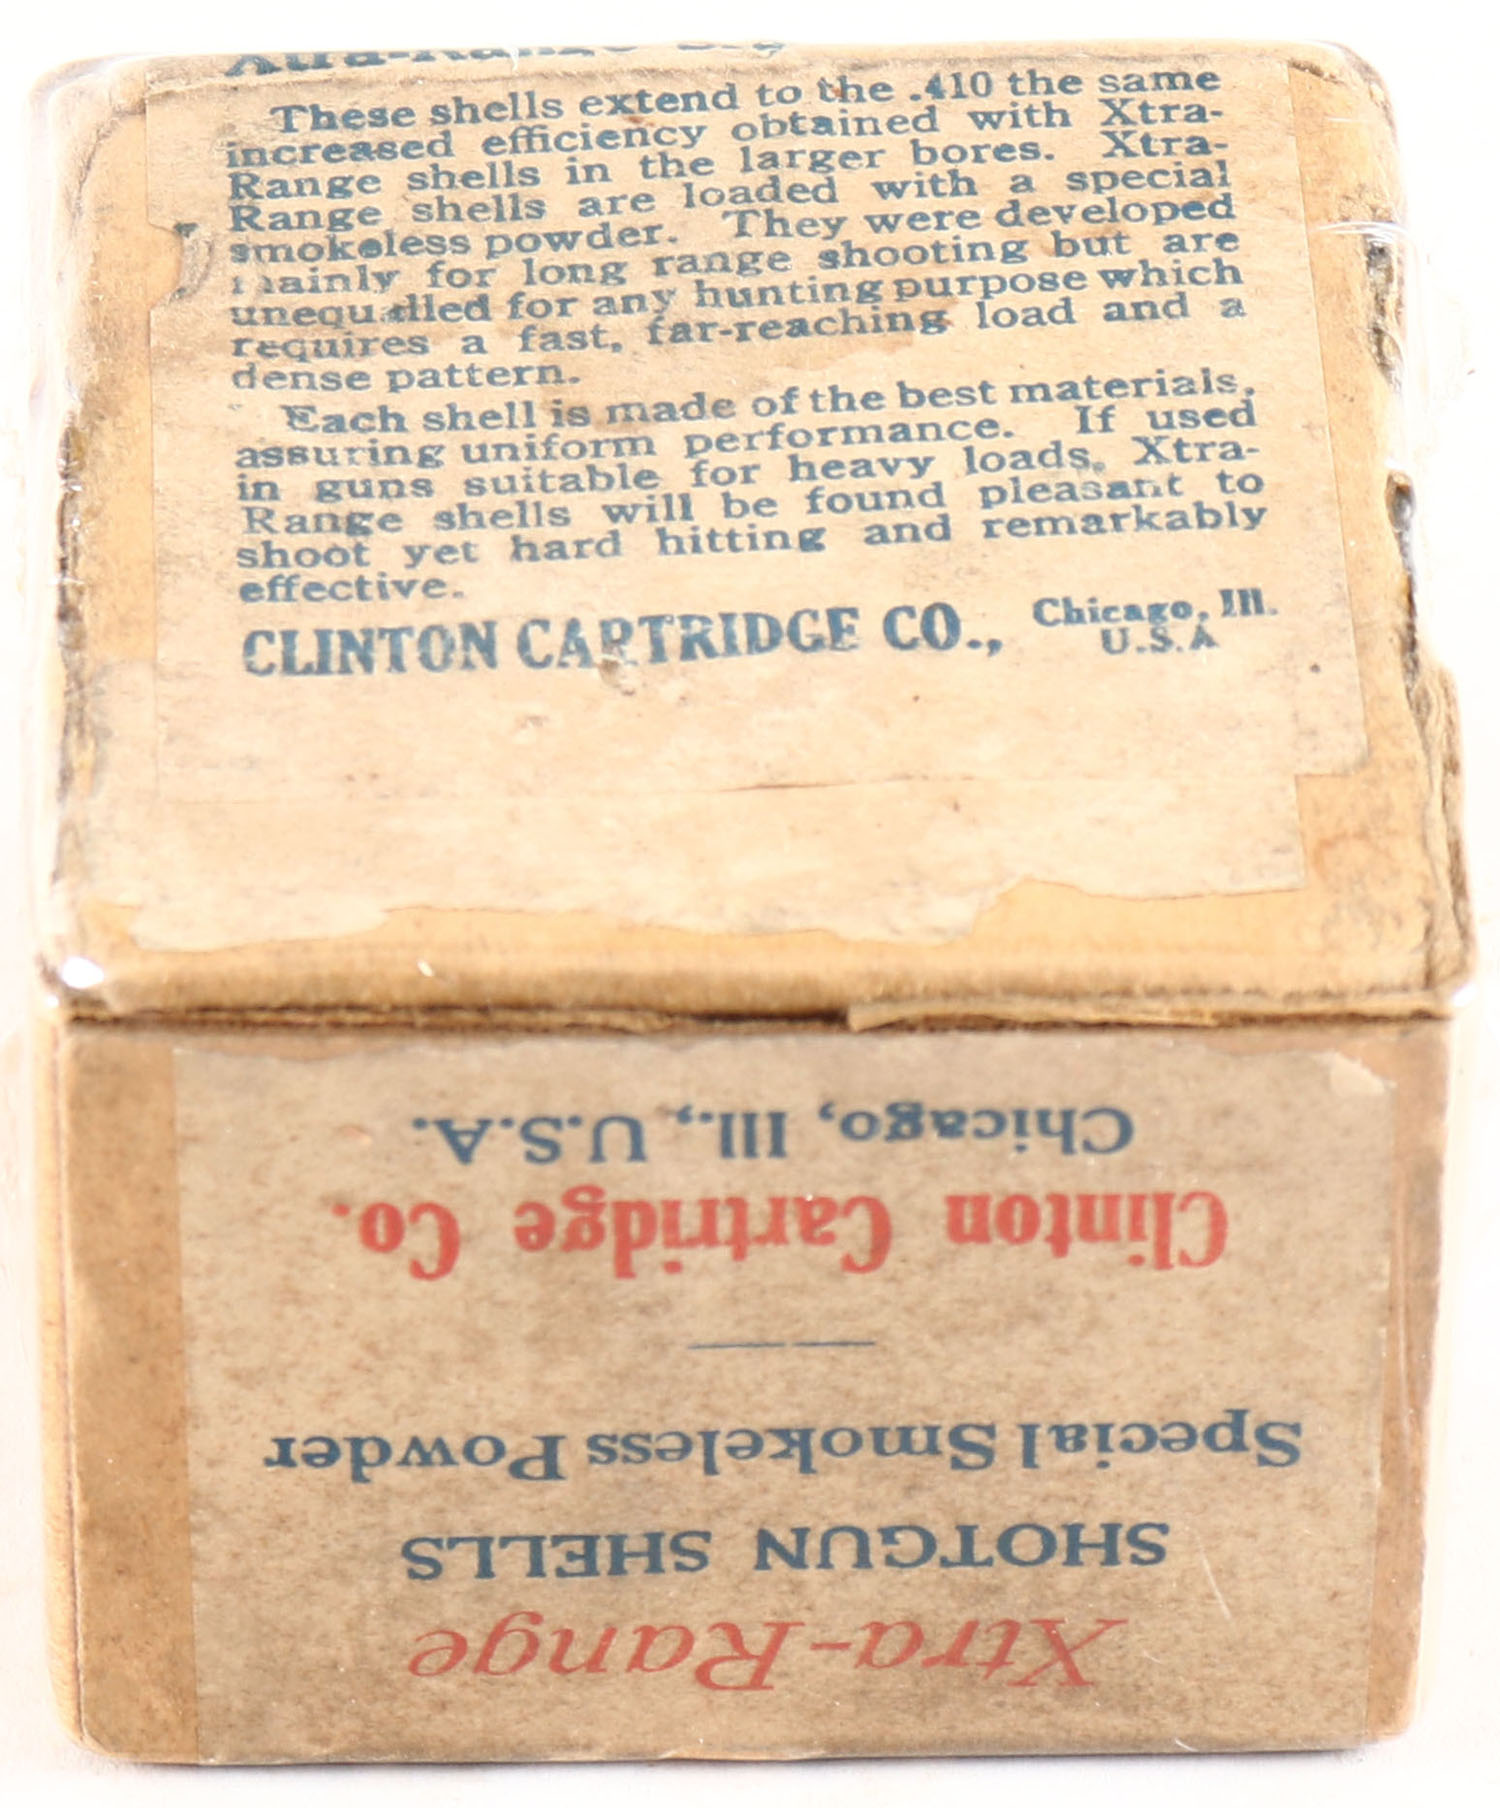 These shells extend to the .410 the same
increased efficiency obtained with Xtra-
Range shells in the larger bores. Xtra-
Range shells are loaded with a special
smokeless powder. They were developed
mainly for long range shooting but are
unequalled for any hunting purpose which
requires a fast, far-reaching load and a
dense pattern.
Each shell is made of the best materials,
assuring uniform performance. If used
in guns suitable for heavy loads, Xtra-
Range shells will be found pleasant to
shoot yet hard hitting and remarkably
effective.
CLINTON CARTRIDGE CO., Chicago, Ill.
U.S.A
Xtra-Range
SHOTGUN SHELLS
Special Smokeless Powder
Clinton Cartridge Co.
Chicago, Ill., U.S.A.